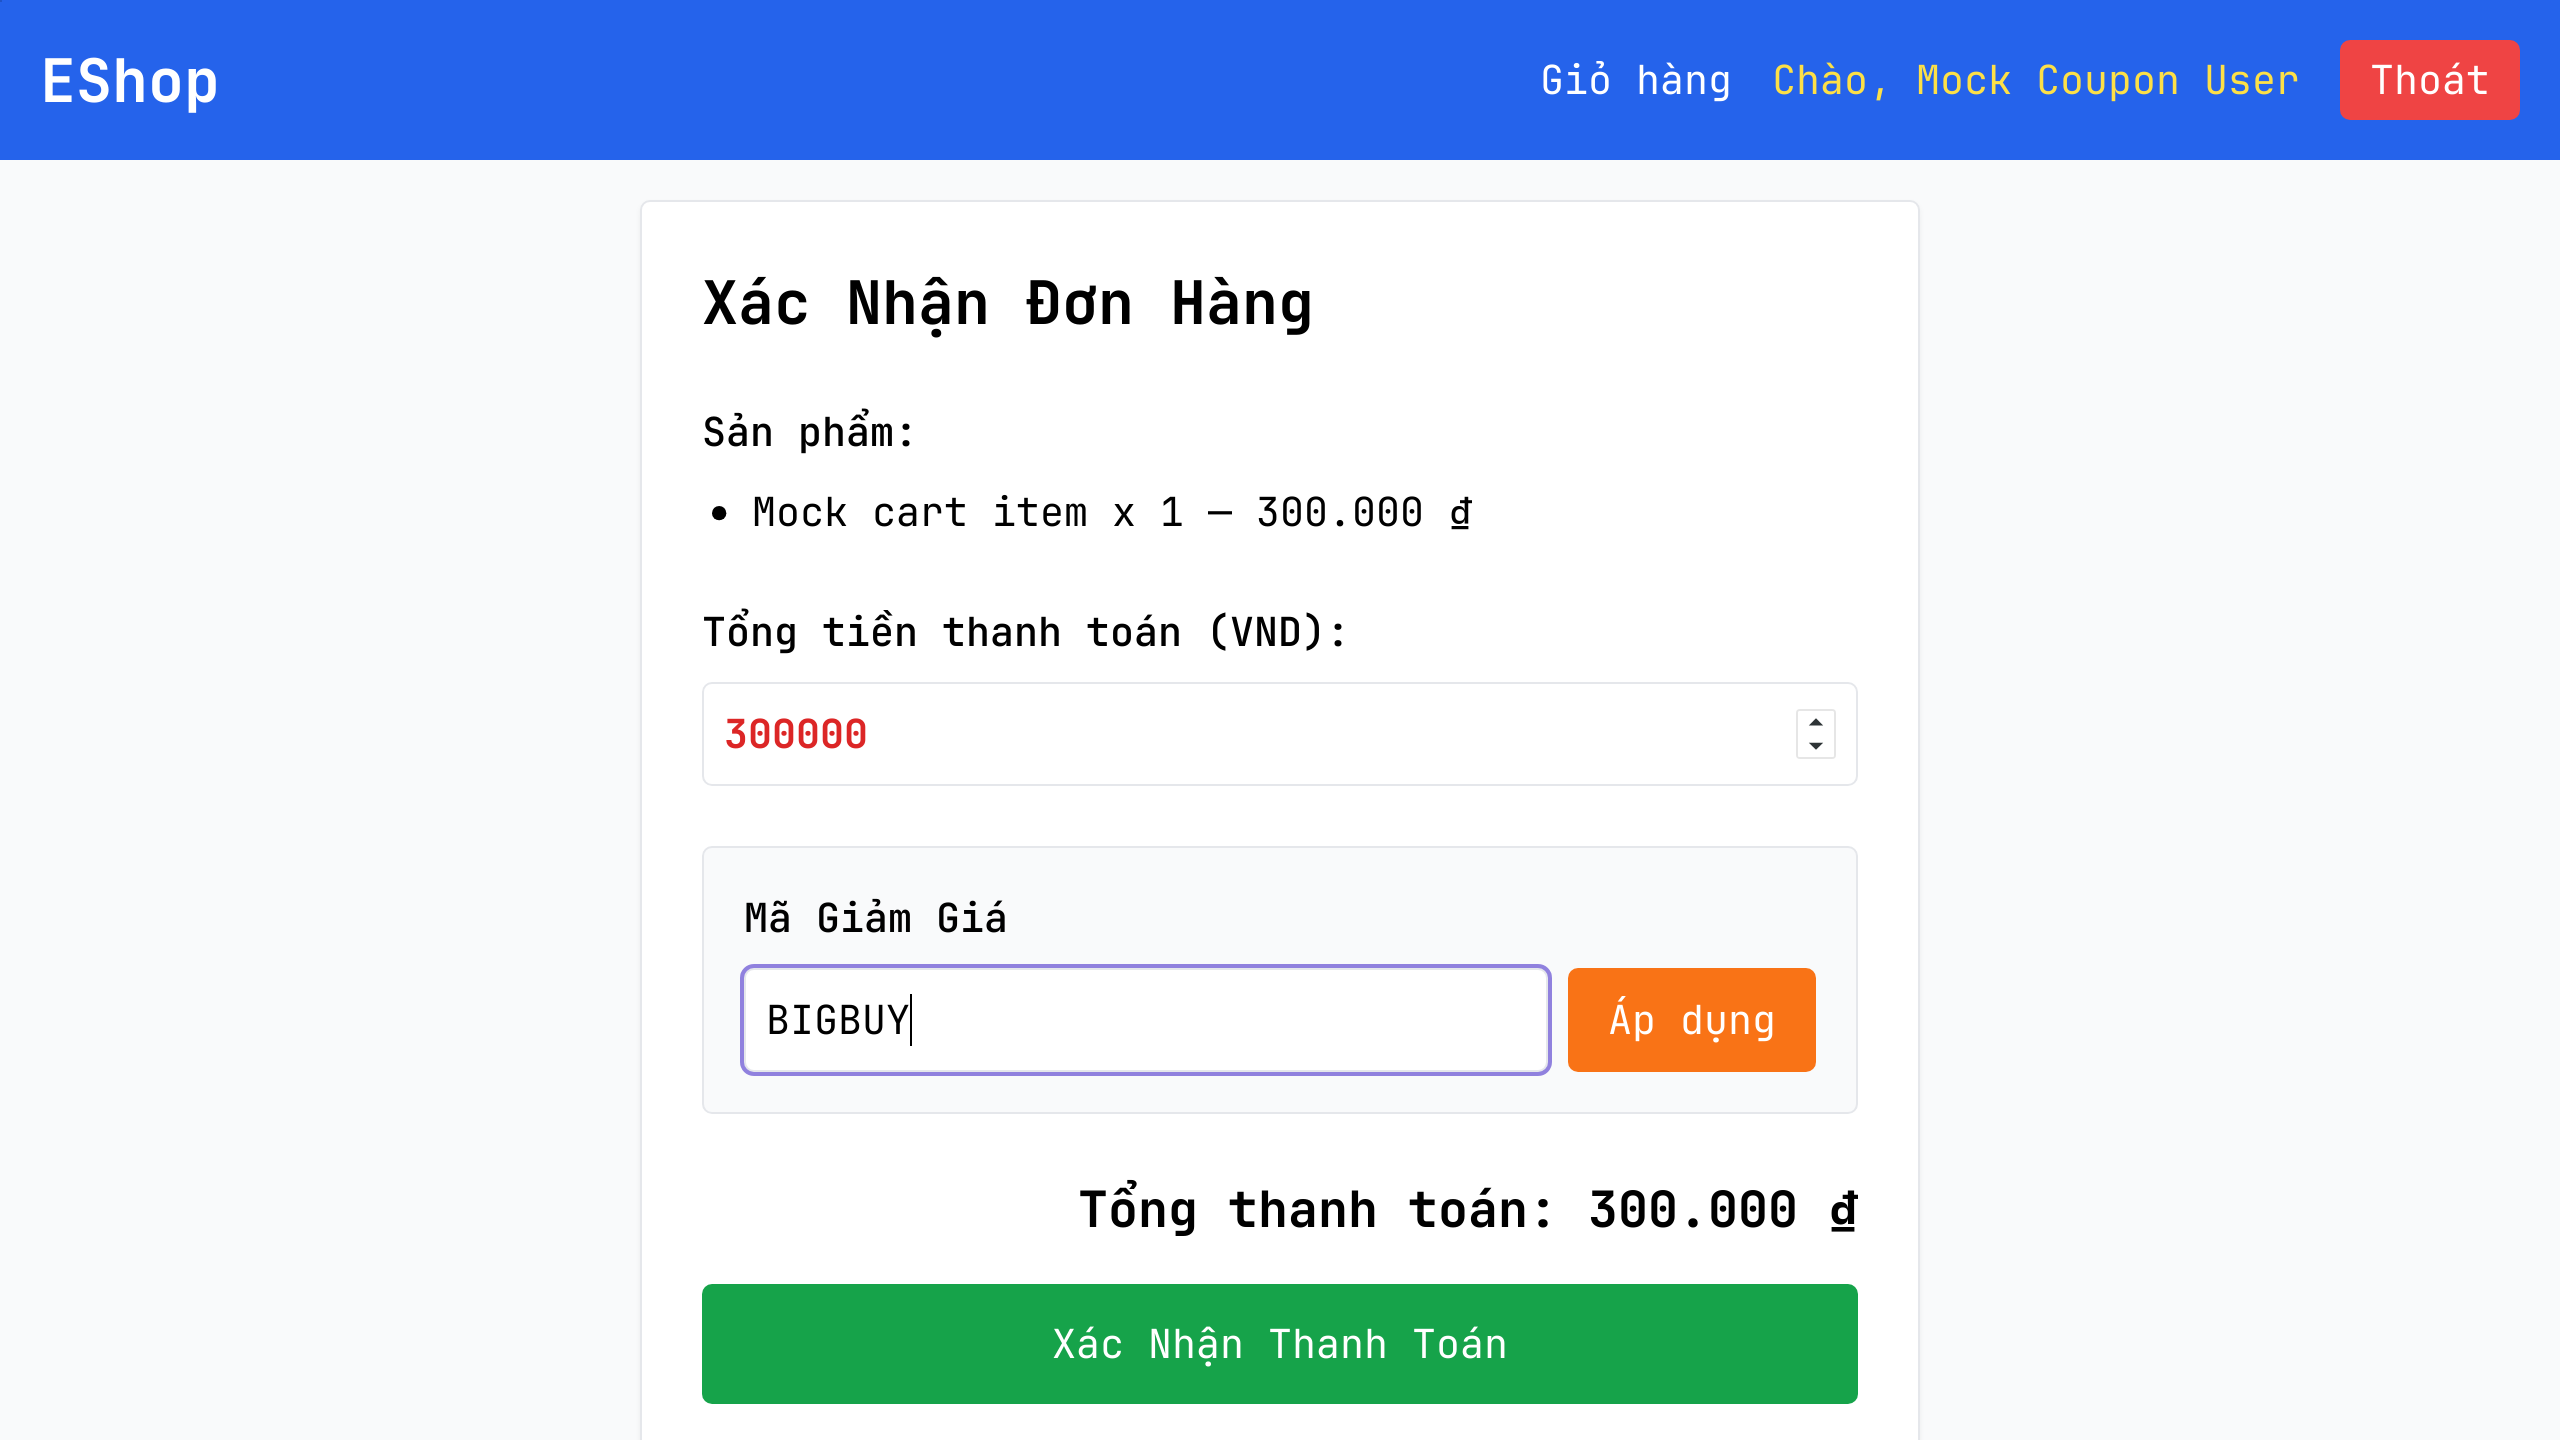 EShop
Giỏ hàng Chào, Mock Coupon User Thoát
Xác Nhận Đơn Hàng
Sản phẩm:
• Mock cart item x 1 — 300.000 ₫
Tổng tiền thanh toán (VND):
300000
Mã Giảm Giá
BIGBUY Áp dụng
Tổng thanh toán: 300.000 ₫
Xác Nhận Thanh Toán